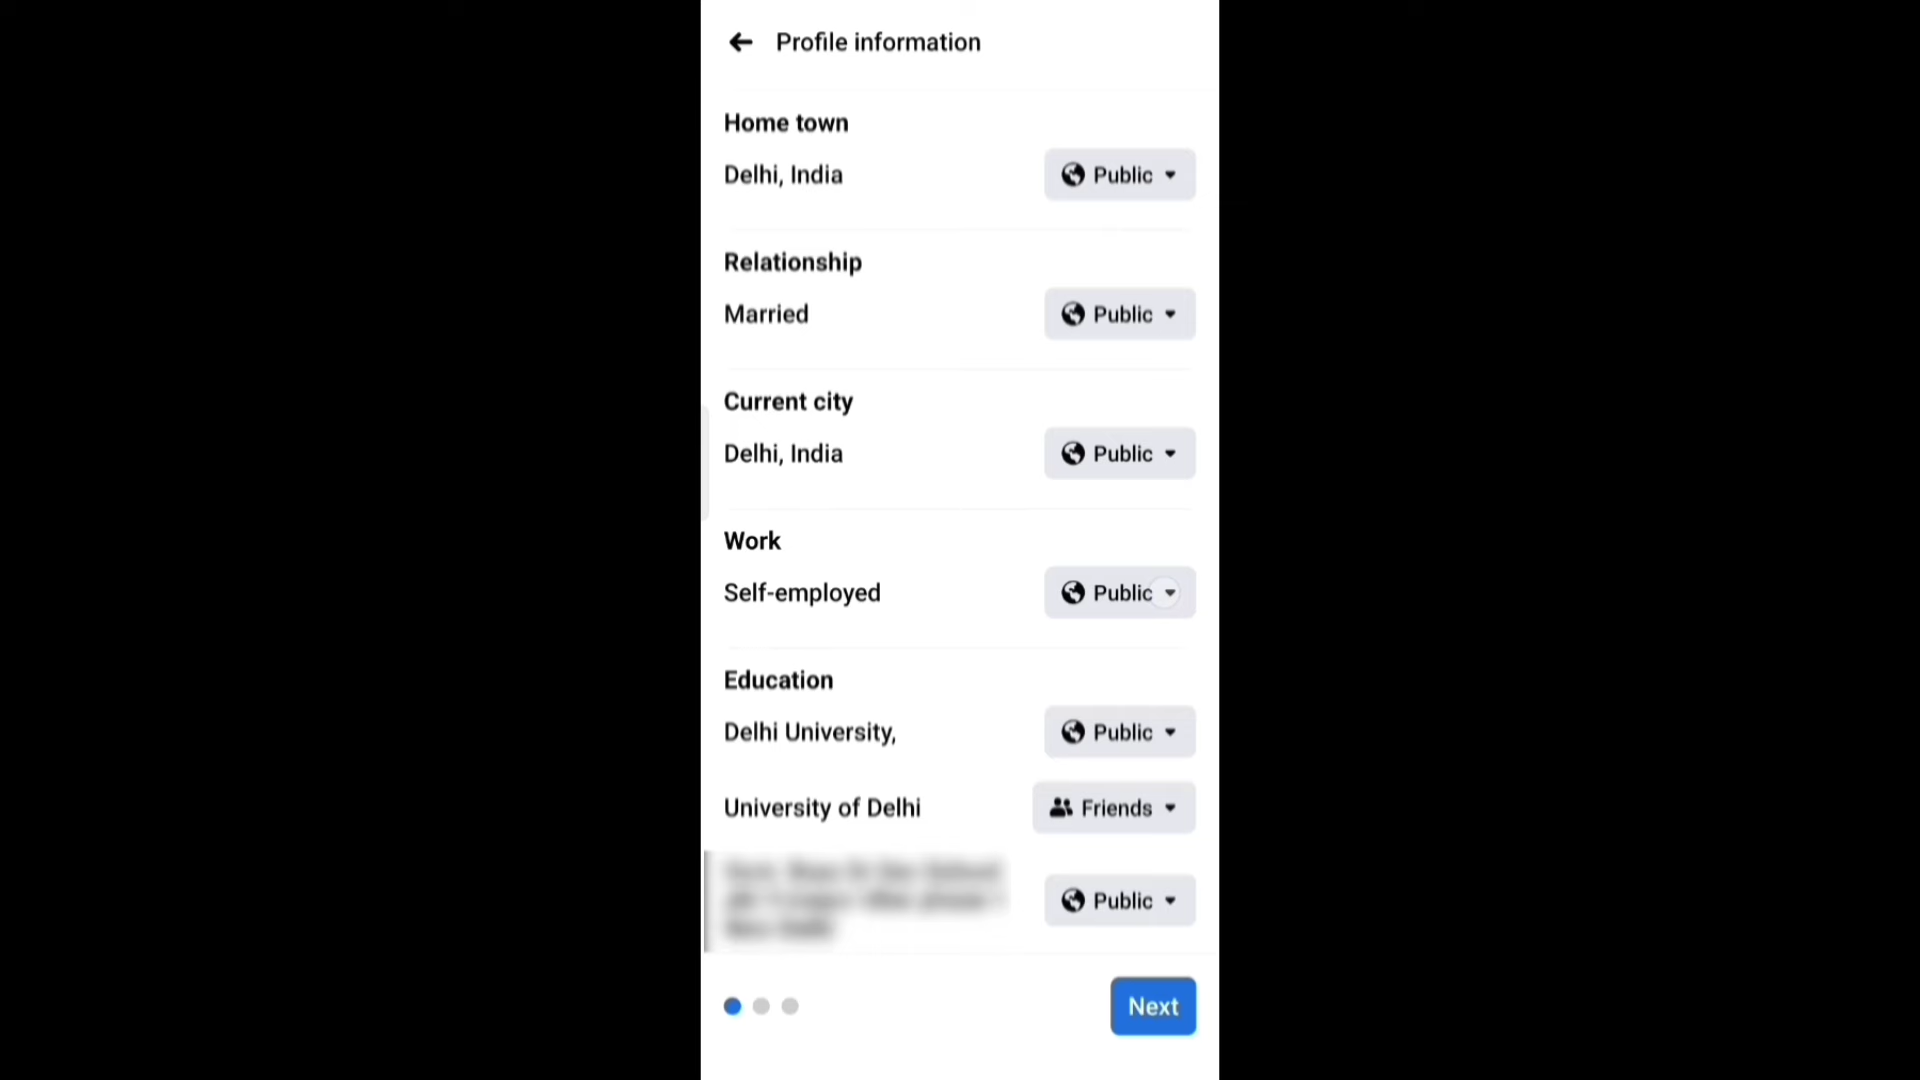 Profile information
Home town
Delhi, India
Public
Relationship
Married
Public
Current city
Delhi, India
Public
Work
Self-employed
Public
Education
Delhi University,
Public
University of Delhi
Friends
Public
Next